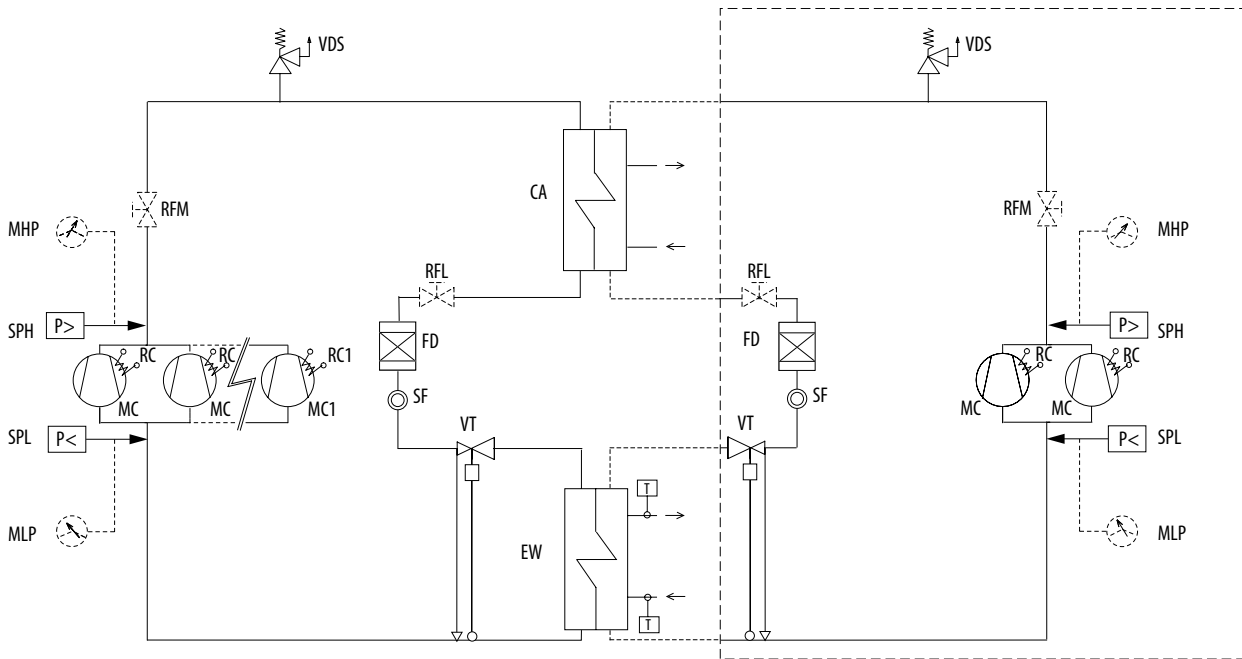 VDS
VDS
CA
RFM
RFM
MHP
MHP
RFL
RFL
SPH
P>
P>
SPH
FD
FD
RC
RC
RC1
RC
RC
MC
MC
MC1
MC
MC
SF
SF
SPL
P<
VT
VT
P<
SPL
T
MLP
EW
MLP
T